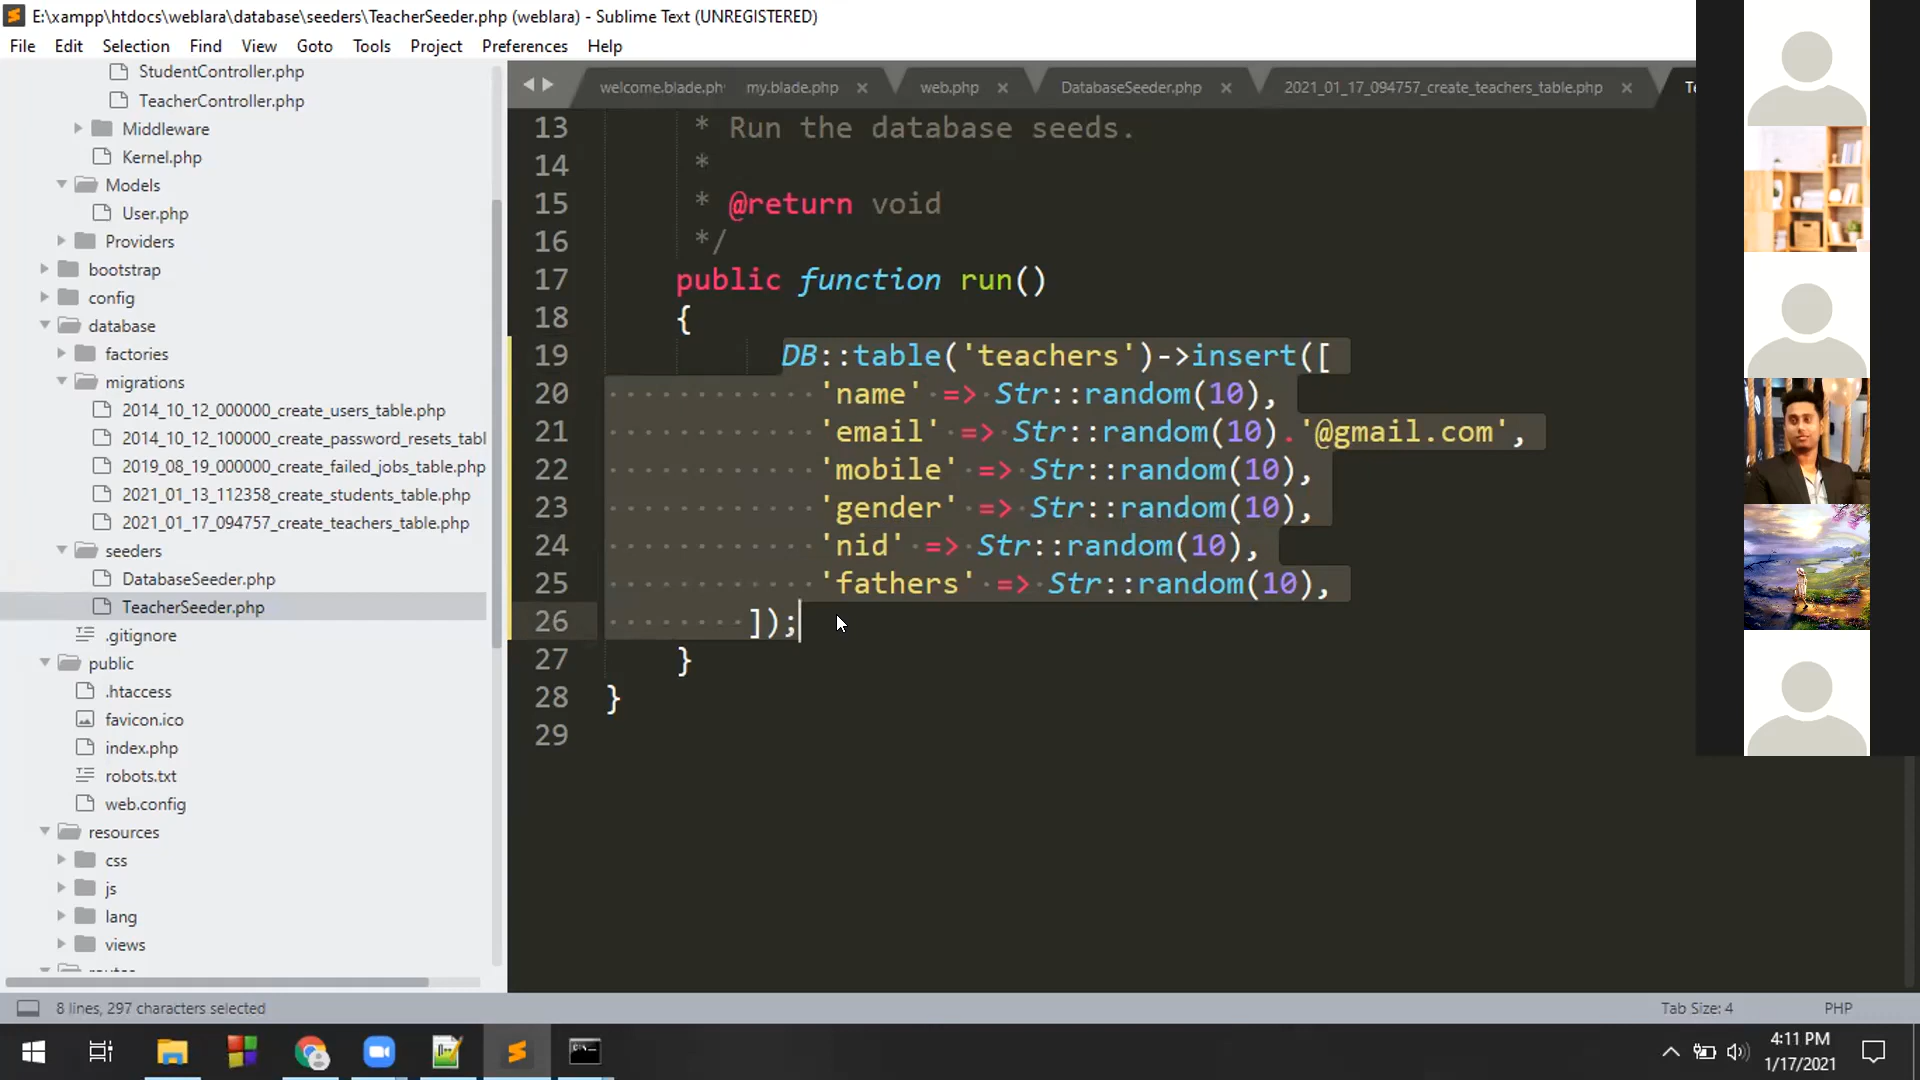 E:\xampp\htdocs\weblara\database\seeders\TeacherSeeder.php (weblara) - Sublime Text (UNREGISTERED)
File Edit Selection Find View Goto Tools Project Preferences Help
StudentController.php
TeacherController.php
Middleware
Kernel.php
Models
User.php
Providers
bootstrap
config
database
factories
migrations
2014_10_12_000000_create_users_table.php
2014_10_12_100000_create_password_resets_tabl
2019_08_19_000000_create_failed_jobs_table.php
2021_01_13_112358_create_students_table.php
2021_01_17_094757_create_teachers_table.php
seeders
DatabaseSeeder.php
TeacherSeeder.php
.gitignore
public
.htaccess
favicon.ico
index.php
robots.txt
web.config
resources
css
js
lang
views
welcome.blade.ph my.blade.php web.php DatabaseSeeder.php 2021_01_17_094757_create_teachers_table.php Te
13 * Run the database seeds.
14 *
15 * @return void
16 */
17 public function run()
18 {
19 DB::table('teachers')->insert([
20 'name' => Str::random(10),
21 'email' => Str::random(10).'@gmail.com',
22 'mobile' => Str::random(10),
23 'gender' => Str::random(10),
24 'nid' => Str::random(10),
25 'fathers' => Str::random(10),
26 ]);
27 }
28 }
29
8 lines, 297 characters selected
Tab Size: 4 PHP
4:11 PM
1/17/2021